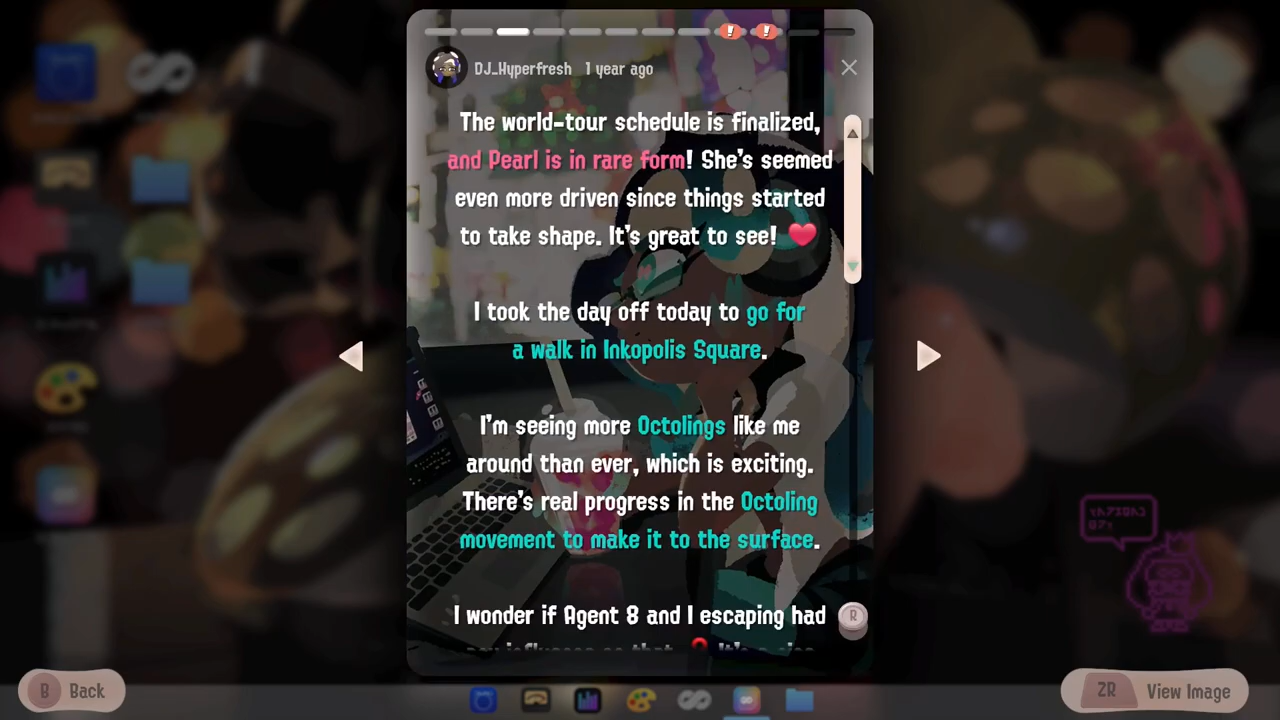 DJ_Hyperfresh 1 year ago
The world-tour schedule is finalized,
and Pearl is in rare form! She's seemed
even more driven since things started
to take shape. It's great to see! ❤
I took the day off today to go for
a walk in Inkopolis Square.
I'm seeing more Octolings like me
around than ever, which is exciting.
There's real progress in the Octoling
movement to make it to the surface.
I wonder if Agent 8 and I escaping had
R
B Back
ZR View Image